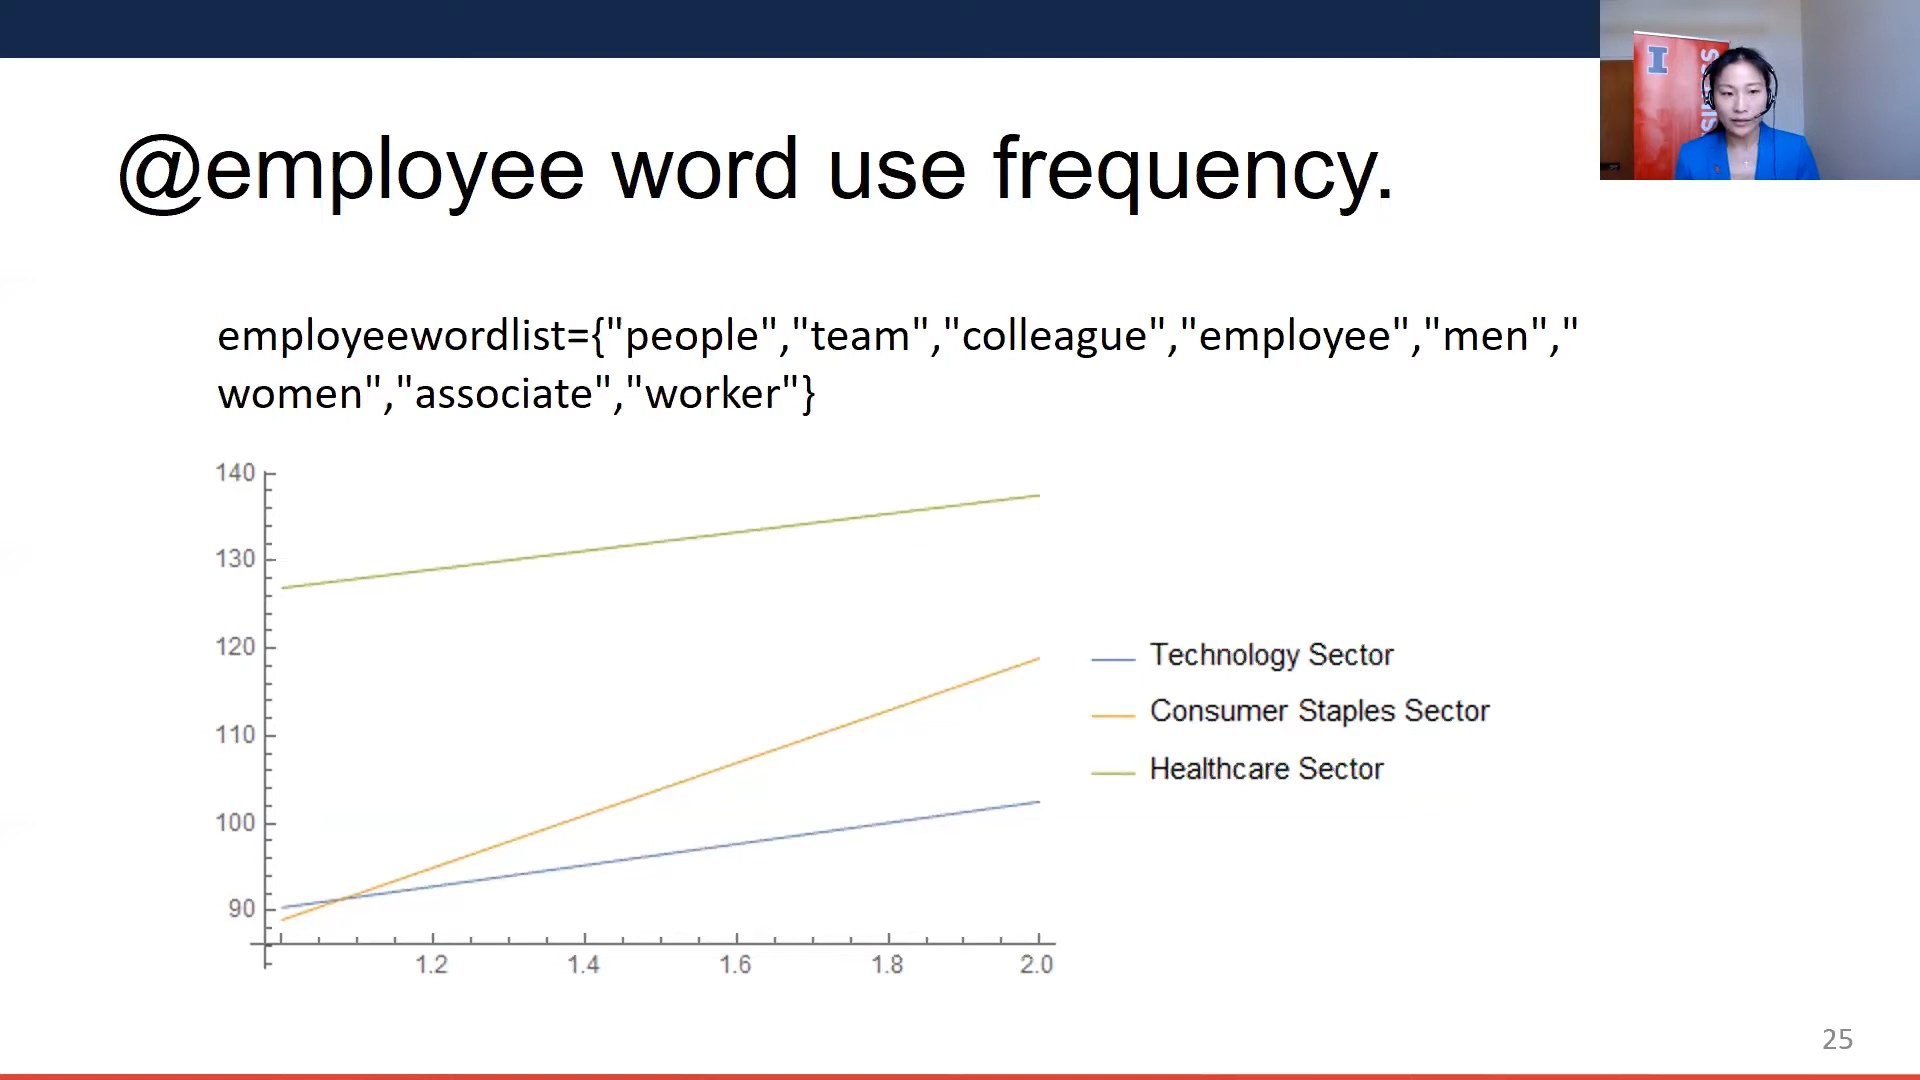 I
@employee word use frequency.
employeewordlist={"people","team","colleague","employee","men","
women","associate","worker"}
140
130
120
110
100
90
1.2 1.4 1.6 1.8 2.0
Technology Sector
Consumer Staples Sector
Healthcare Sector
25